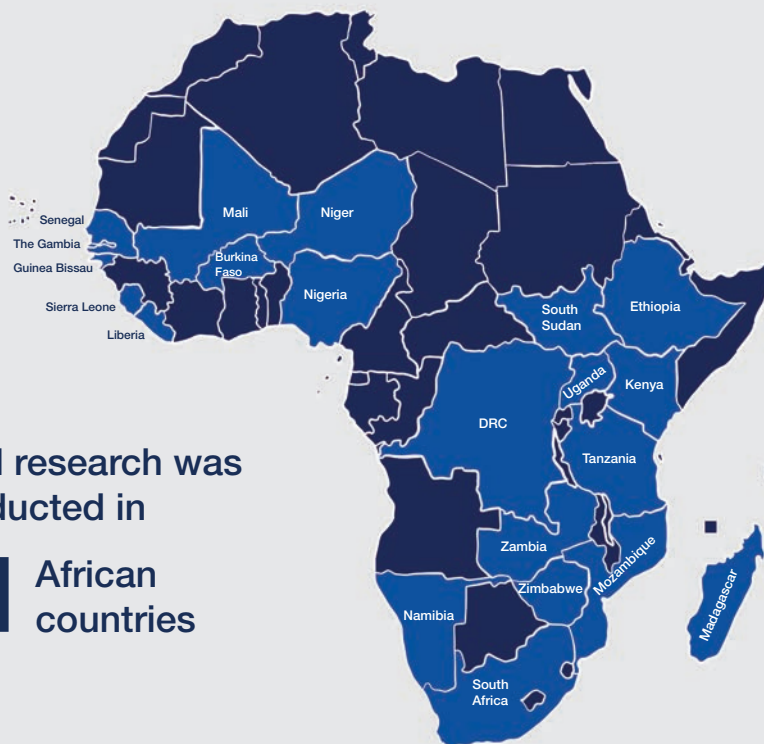 Senegal
The Gambia
Guinea Bissau
Sierra Leone
Liberia
Mali
Niger
Burkina
Faso
Nigeria
South
Sudan
Ethiopia
Uganda
Kenya
DRC
Tanzania
Zambia
Mozambique
Zimbabwe
Namibia
Madagascar
South
Africa
research was
ducted in
African
countries